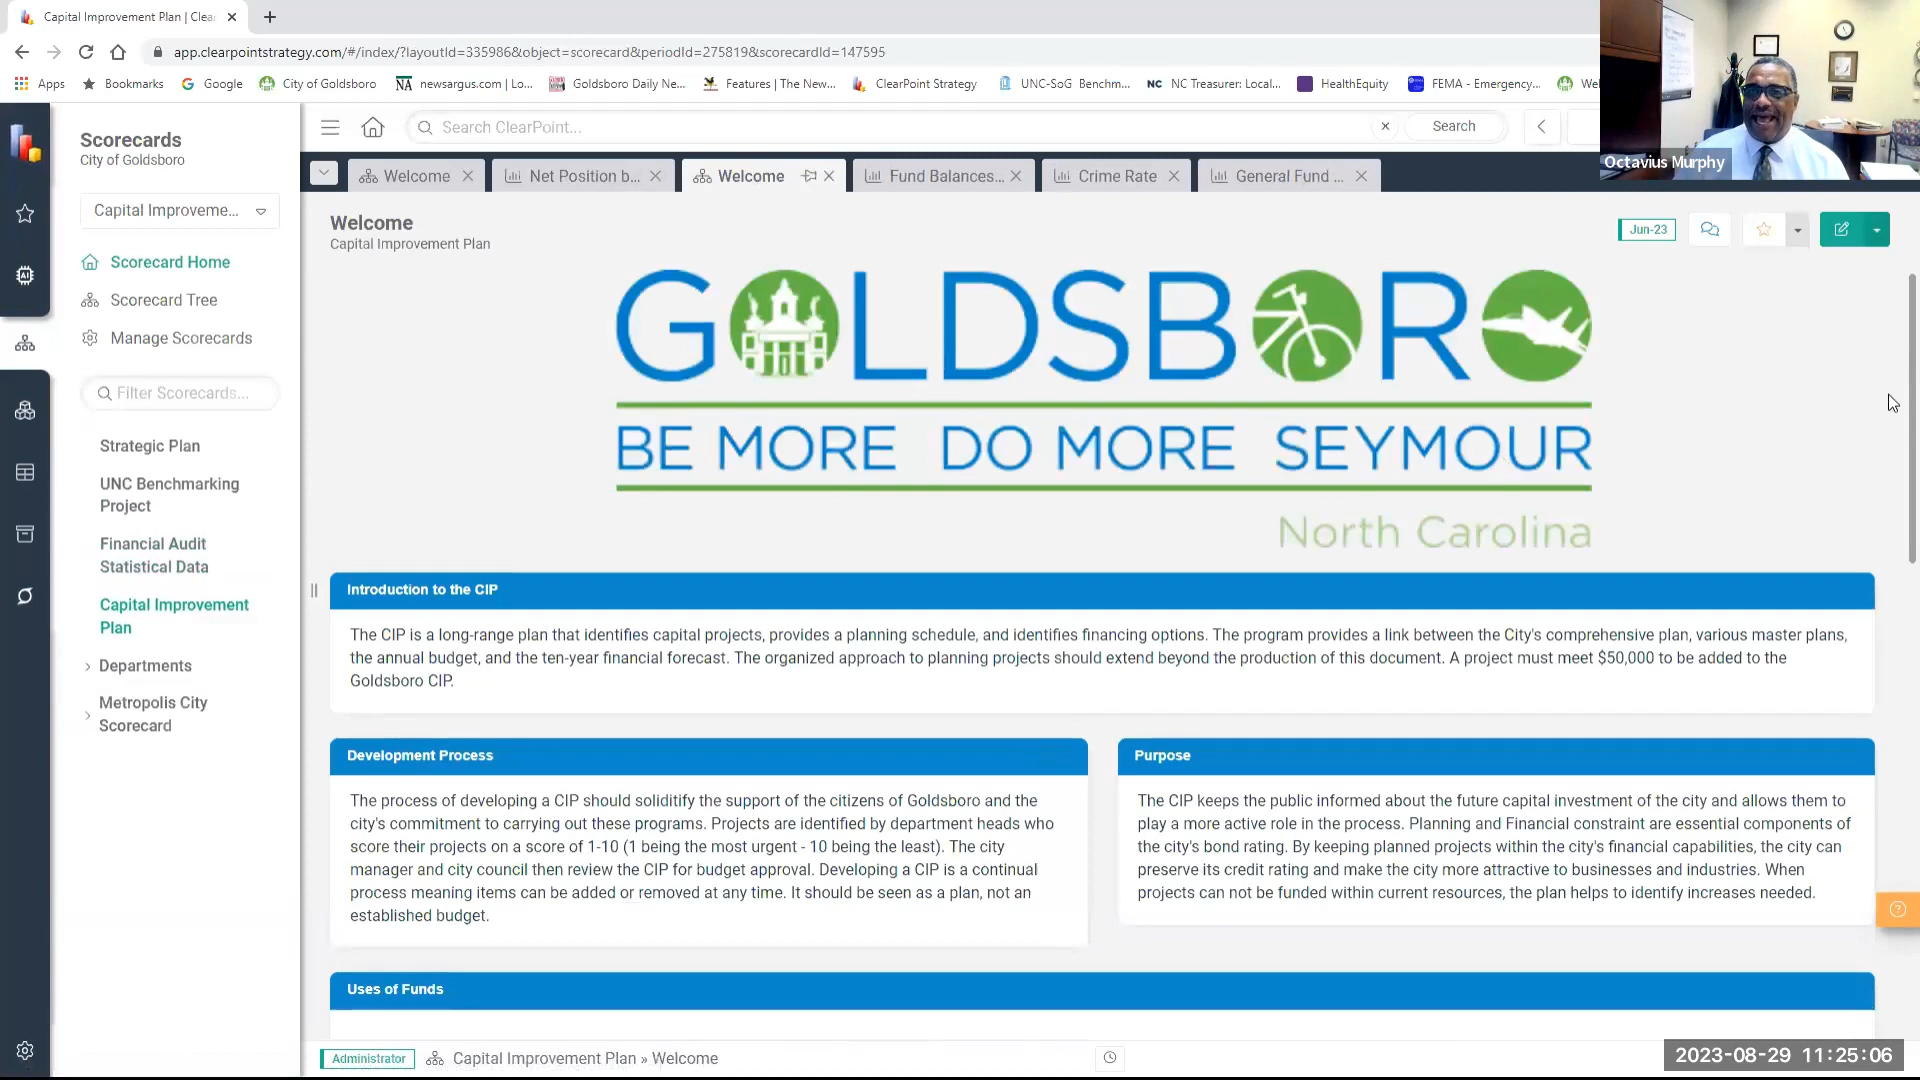 Capital Improvement Plan | Clea
app.clearpointstrategy.com/#/index/?layoutId=335986&object=scorecard&periodId=275819&scorecardId=147595
Apps Bookmarks Google City of Goldsboro newsargus.com | Lo... Goldsboro Daily Ne... Features | The New... ClearPoint Strategy UNC-SoG Benchm... NC NC Treasurer: Local... HealthEquity FEMA - Emergency... Wel
Octavius Murphy
Scorecards
City of Goldsboro
Capital Improveme...
Scorecard Home
Scorecard Tree
Manage Scorecards
Filter Scorecards...
Strategic Plan
UNC Benchmarking
Project
Financial Audit
Statistical Data
Capital Improvement
Plan
Departments
Metropolis City
Scorecard
Search ClearPoint...
Search
Welcome Net Position b... Welcome Fund Balances... Crime Rate General Fund ...
Welcome
Capital Improvement Plan
Jun-23
GOLDSBORO
BE MORE DO MORE SEYMOUR
North Carolina
Introduction to the CIP
The CIP is a long-range plan that identifies capital projects, provides a planning schedule, and identifies financing options. The program provides a link between the City's comprehensive plan, various master plans,
the annual budget, and the ten-year financial forecast. The organized approach to planning projects should extend beyond the production of this document. A project must meet $50,000 to be added to the
Goldsboro CIP.
Development Process
The process of developing a CIP should soliditify the support of the citizens of Goldsboro and the
city's commitment to carrying out these programs. Projects are identified by department heads who
score their projects on a score of 1-10 (1 being the most urgent - 10 being the least). The city
manager and city council then review the CIP for budget approval. Developing a CIP is a continual
process meaning items can be added or removed at any time. It should be seen as a plan, not an
established budget.
Purpose
The CIP keeps the public informed about the future capital investment of the city and allows them to
play a more active role in the process. Planning and Financial constraint are essential components of
the city's bond rating. By keeping planned projects within the city's financial capabilities, the city can
preserve its credit rating and make the city more attractive to businesses and industries. When
projects can not be funded within current resources, the plan helps to identify increases needed.
Uses of Funds
Administrator Capital Improvement Plan » Welcome
2023-08-29 11:25:06